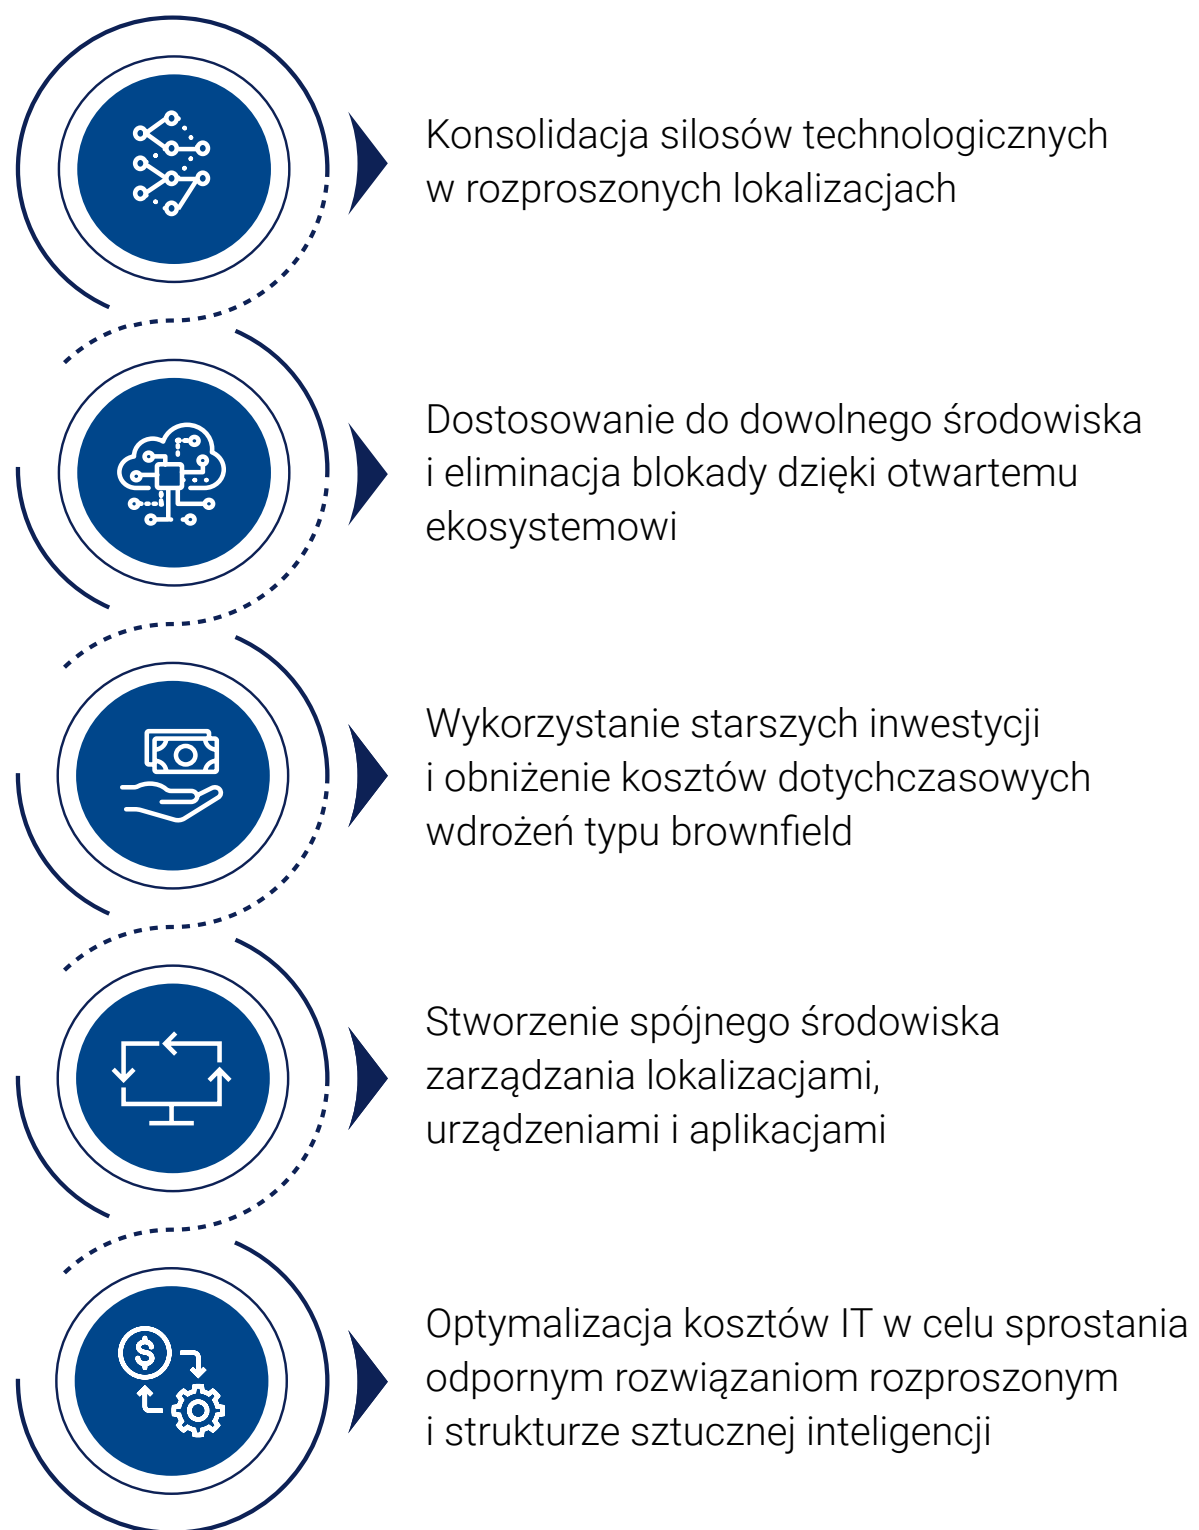 Konsolidacja silosów technologicznych
w rozproszonych lokalizacjach
Dostosowanie do dowolnego środowiska
i eliminacja blokady dzięki otwartemu
ekosystemowi
Wykorzystanie starszych inwestycji
i obniżenie kosztów dotychczasowych
wdrożeń typu brownfield
Stworzenie spójnego środowiska
zarządzania lokalizacjami,
urządzeniami i aplikacjami
$
Optymalizacja kosztów IT w celu sprostania
odpornym rozwiązaniom rozproszonym
i strukturze sztucznej inteligencji